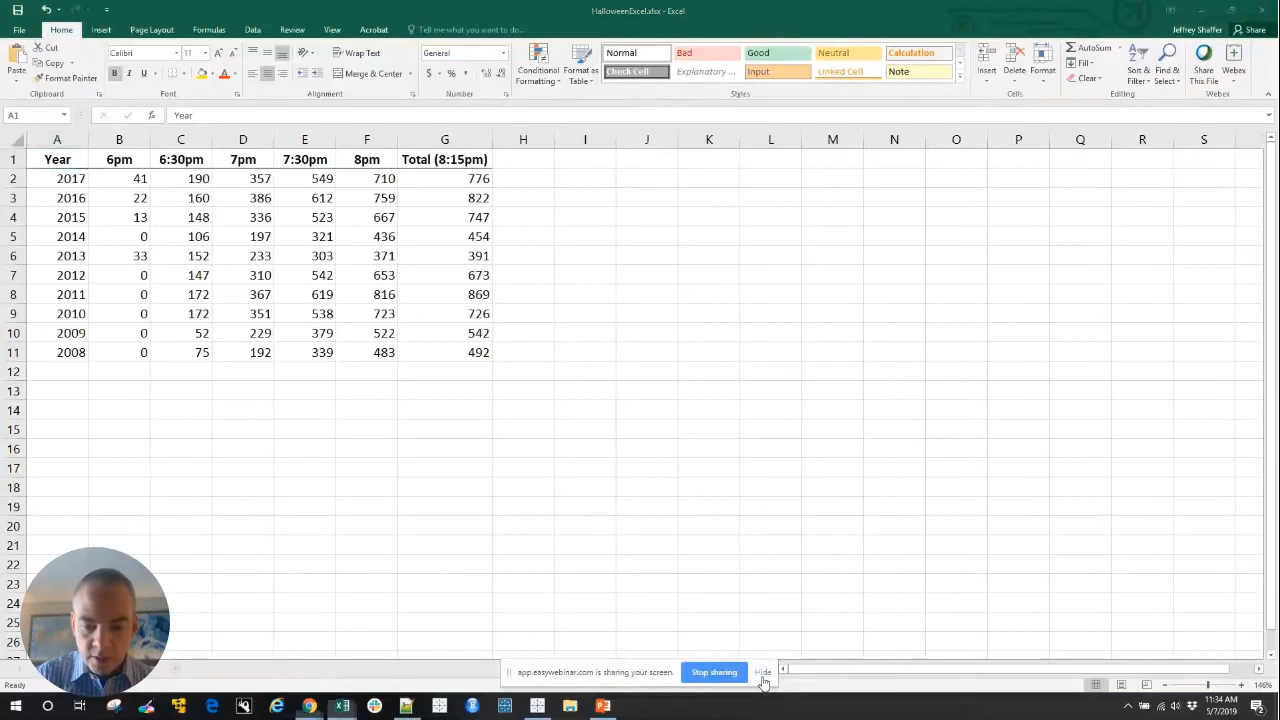 HalloweenExcel.xlsx - Excel
Jeffrey Shaffer
Share
File Home Insert Page Layout Formulas Data Review View Acrobat Tell me what you want to do...
Paste
Cut
Copy
Format Painter
Clipboard
Calibri 11
B I U
Font
Wrap Text
Merge & Center
Alignment
General
$ % ,
Number
Conditional Formatting
Format as Table
Normal Bad Good Neutral Calculation
Check Cell Explanatory ... Input Linked Cell Note
Styles
Insert Delete Format
Cells
AutoSum
Fill
Clear
Sort & Filter
Find & Select
Editing
Share Webex
Webex
A1 fx Year
A B C D E F G H I J K L M N O P Q R S
1 Year 6pm 6:30pm 7pm 7:30pm 8pm Total (8:15pm)
2 2017 41 190 357 549 710 776
3 2016 22 160 386 612 759 822
4 2015 13 148 336 523 667 747
5 2014 0 106 197 321 436 454
6 2013 33 152 233 303 371 391
7 2012 0 147 310 542 653 673
8 2011 0 172 367 619 816 869
9 2010 0 172 351 538 723 726
10 2009 0 52 229 379 522 542
11 2008 0 75 192 339 483 492
12
13
14
15
16
17
18
19
20
21
22
23
24
25
26
app.easywebinar.com is sharing your screen. Stop sharing Hide
Ready
146%
11:34 AM
5/7/2019